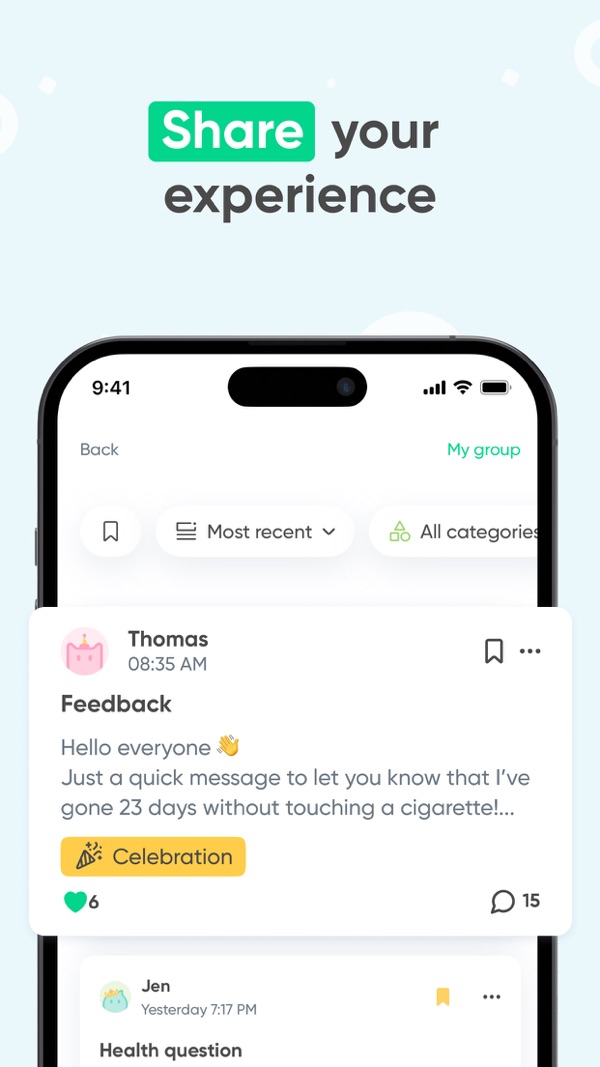 Share your
experience
9:41
Back
My group
Most recent
All categories
Thomas
08:35 AM
Feedback
Hello everyone 👋
Just a quick message to let you know that I've
gone 23 days without touching a cigarette!...
Celebration
6
15
Jen
Yesterday 7:17 PM
Health question